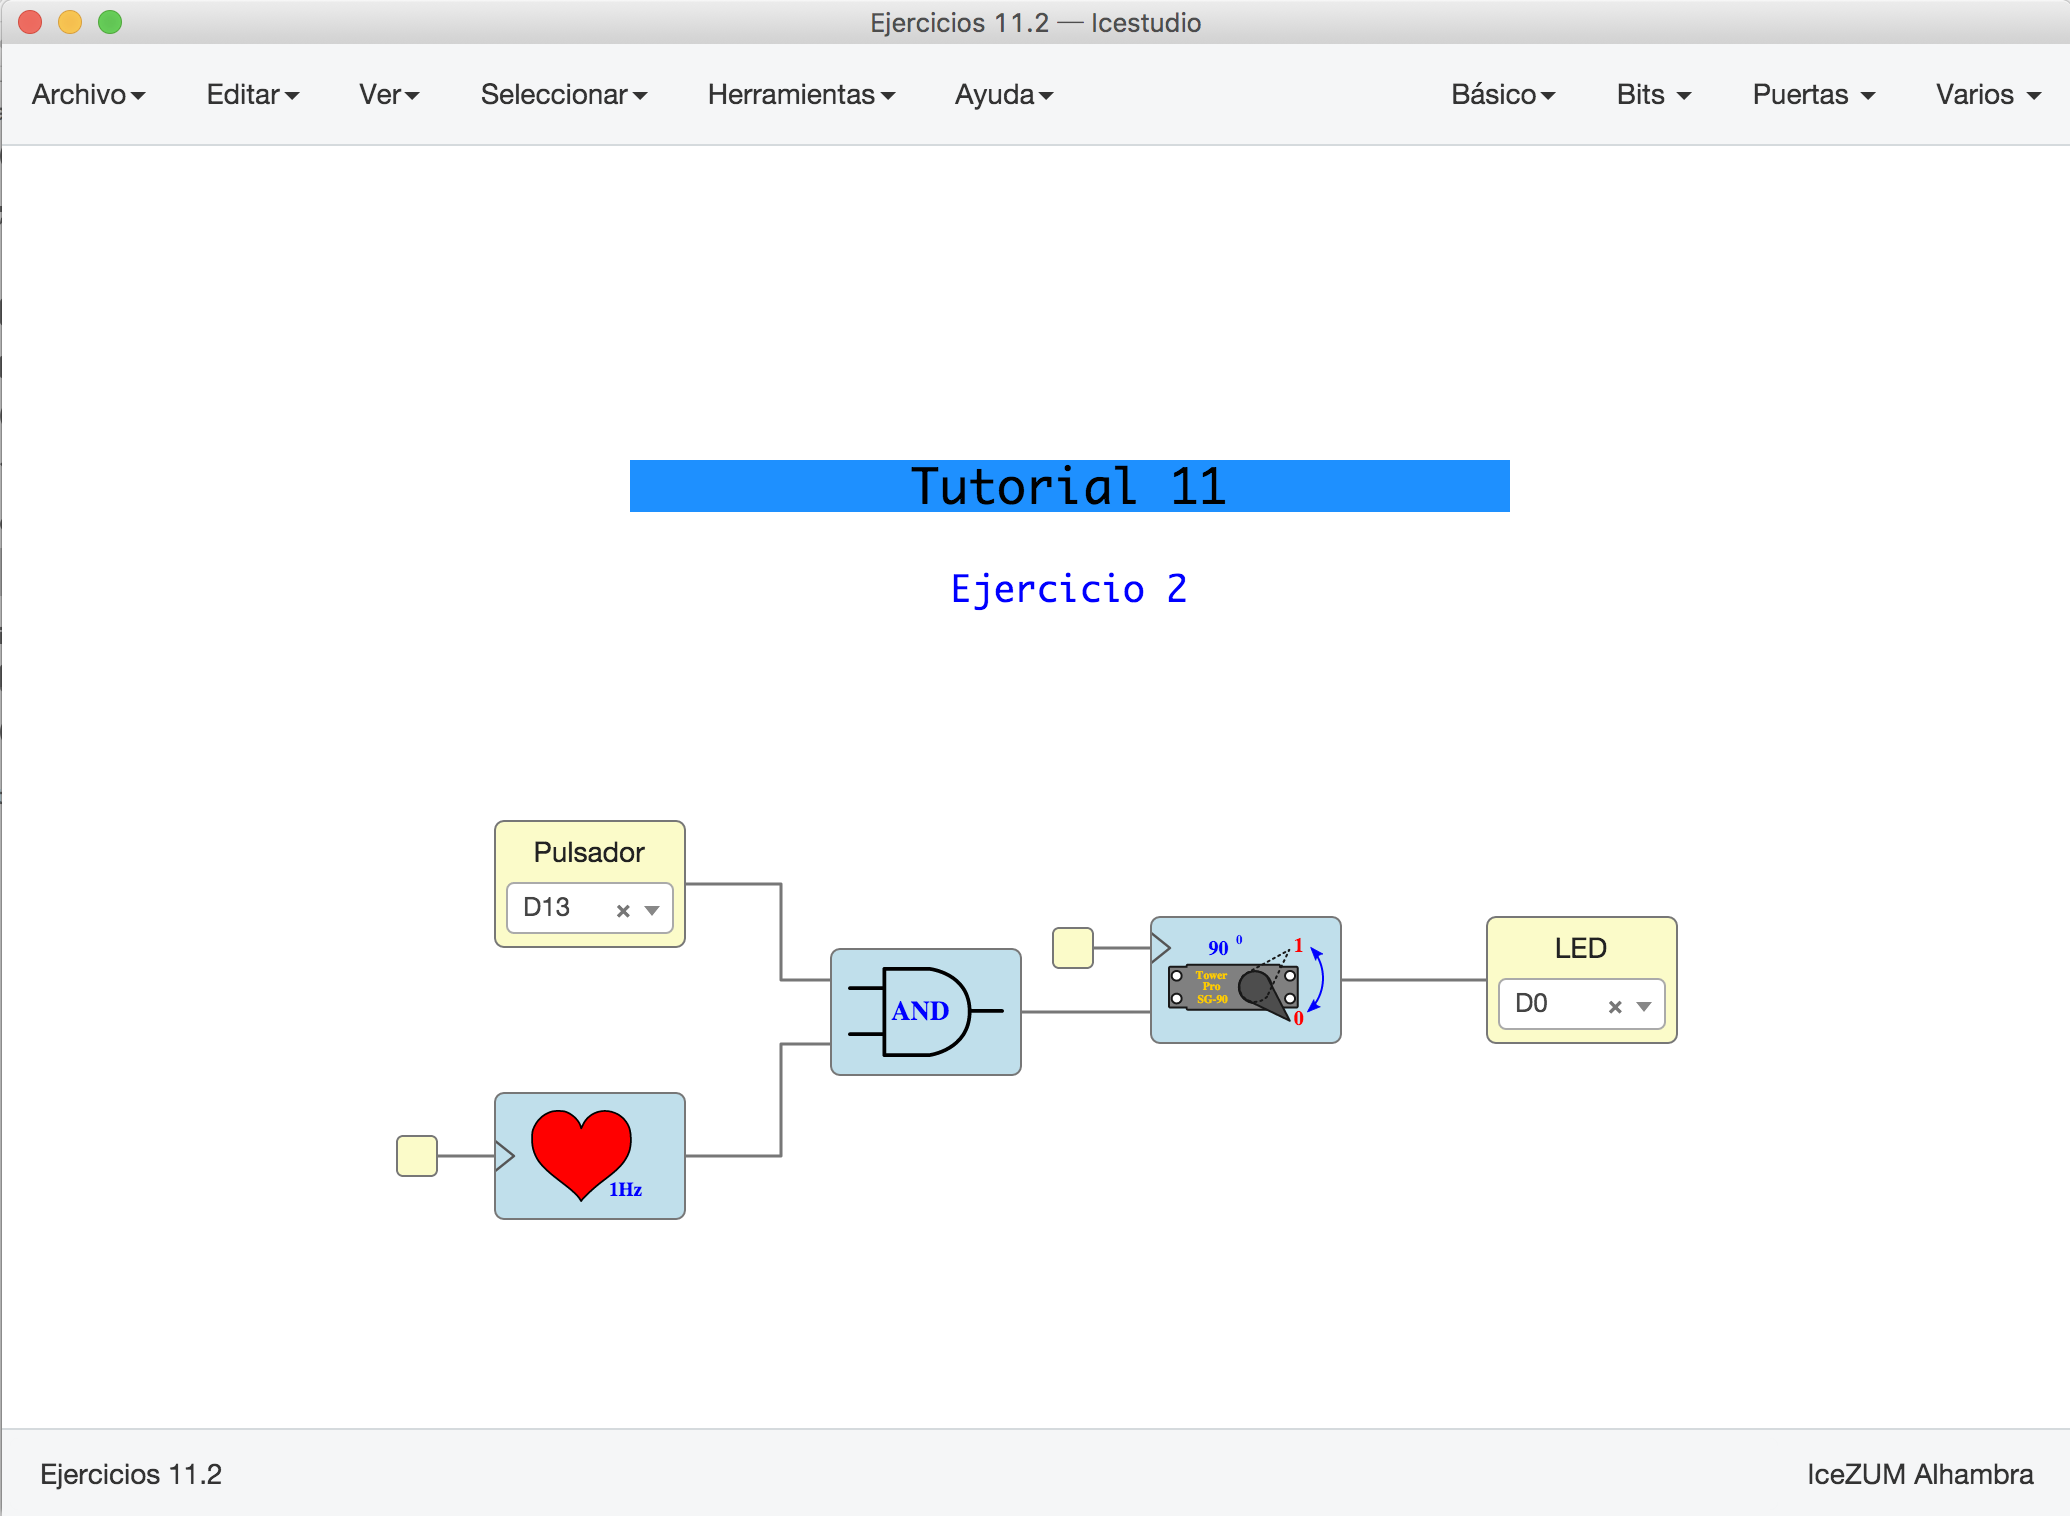 Ejercicios 11.2 — Icestudio
Archivo Editar Ver Seleccionar Herramientas Ayuda Básico Bits Puertas Varios
Tutorial 11
Ejercicio 2
Pulsador
D13
AND
1Hz
90 0
1
Tower
Pro
SG-90
0
LED
D0
Ejercicios 11.2
IceZUM Alhambra